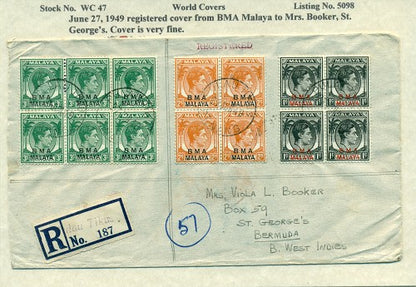 Stock No. WC 47 World Covers Listing No. 5098
June 27, 1949 registered cover from BMA Malaya to Mrs. Booker, St.
George's. Cover is very fine.
REGISTERED
BMA MALAYA
MRS. VIOLA L. BOOKER
BOX 59
ST. GEORGE'S
BERMUDA
B. WEST INDIES
57
R
No. 187